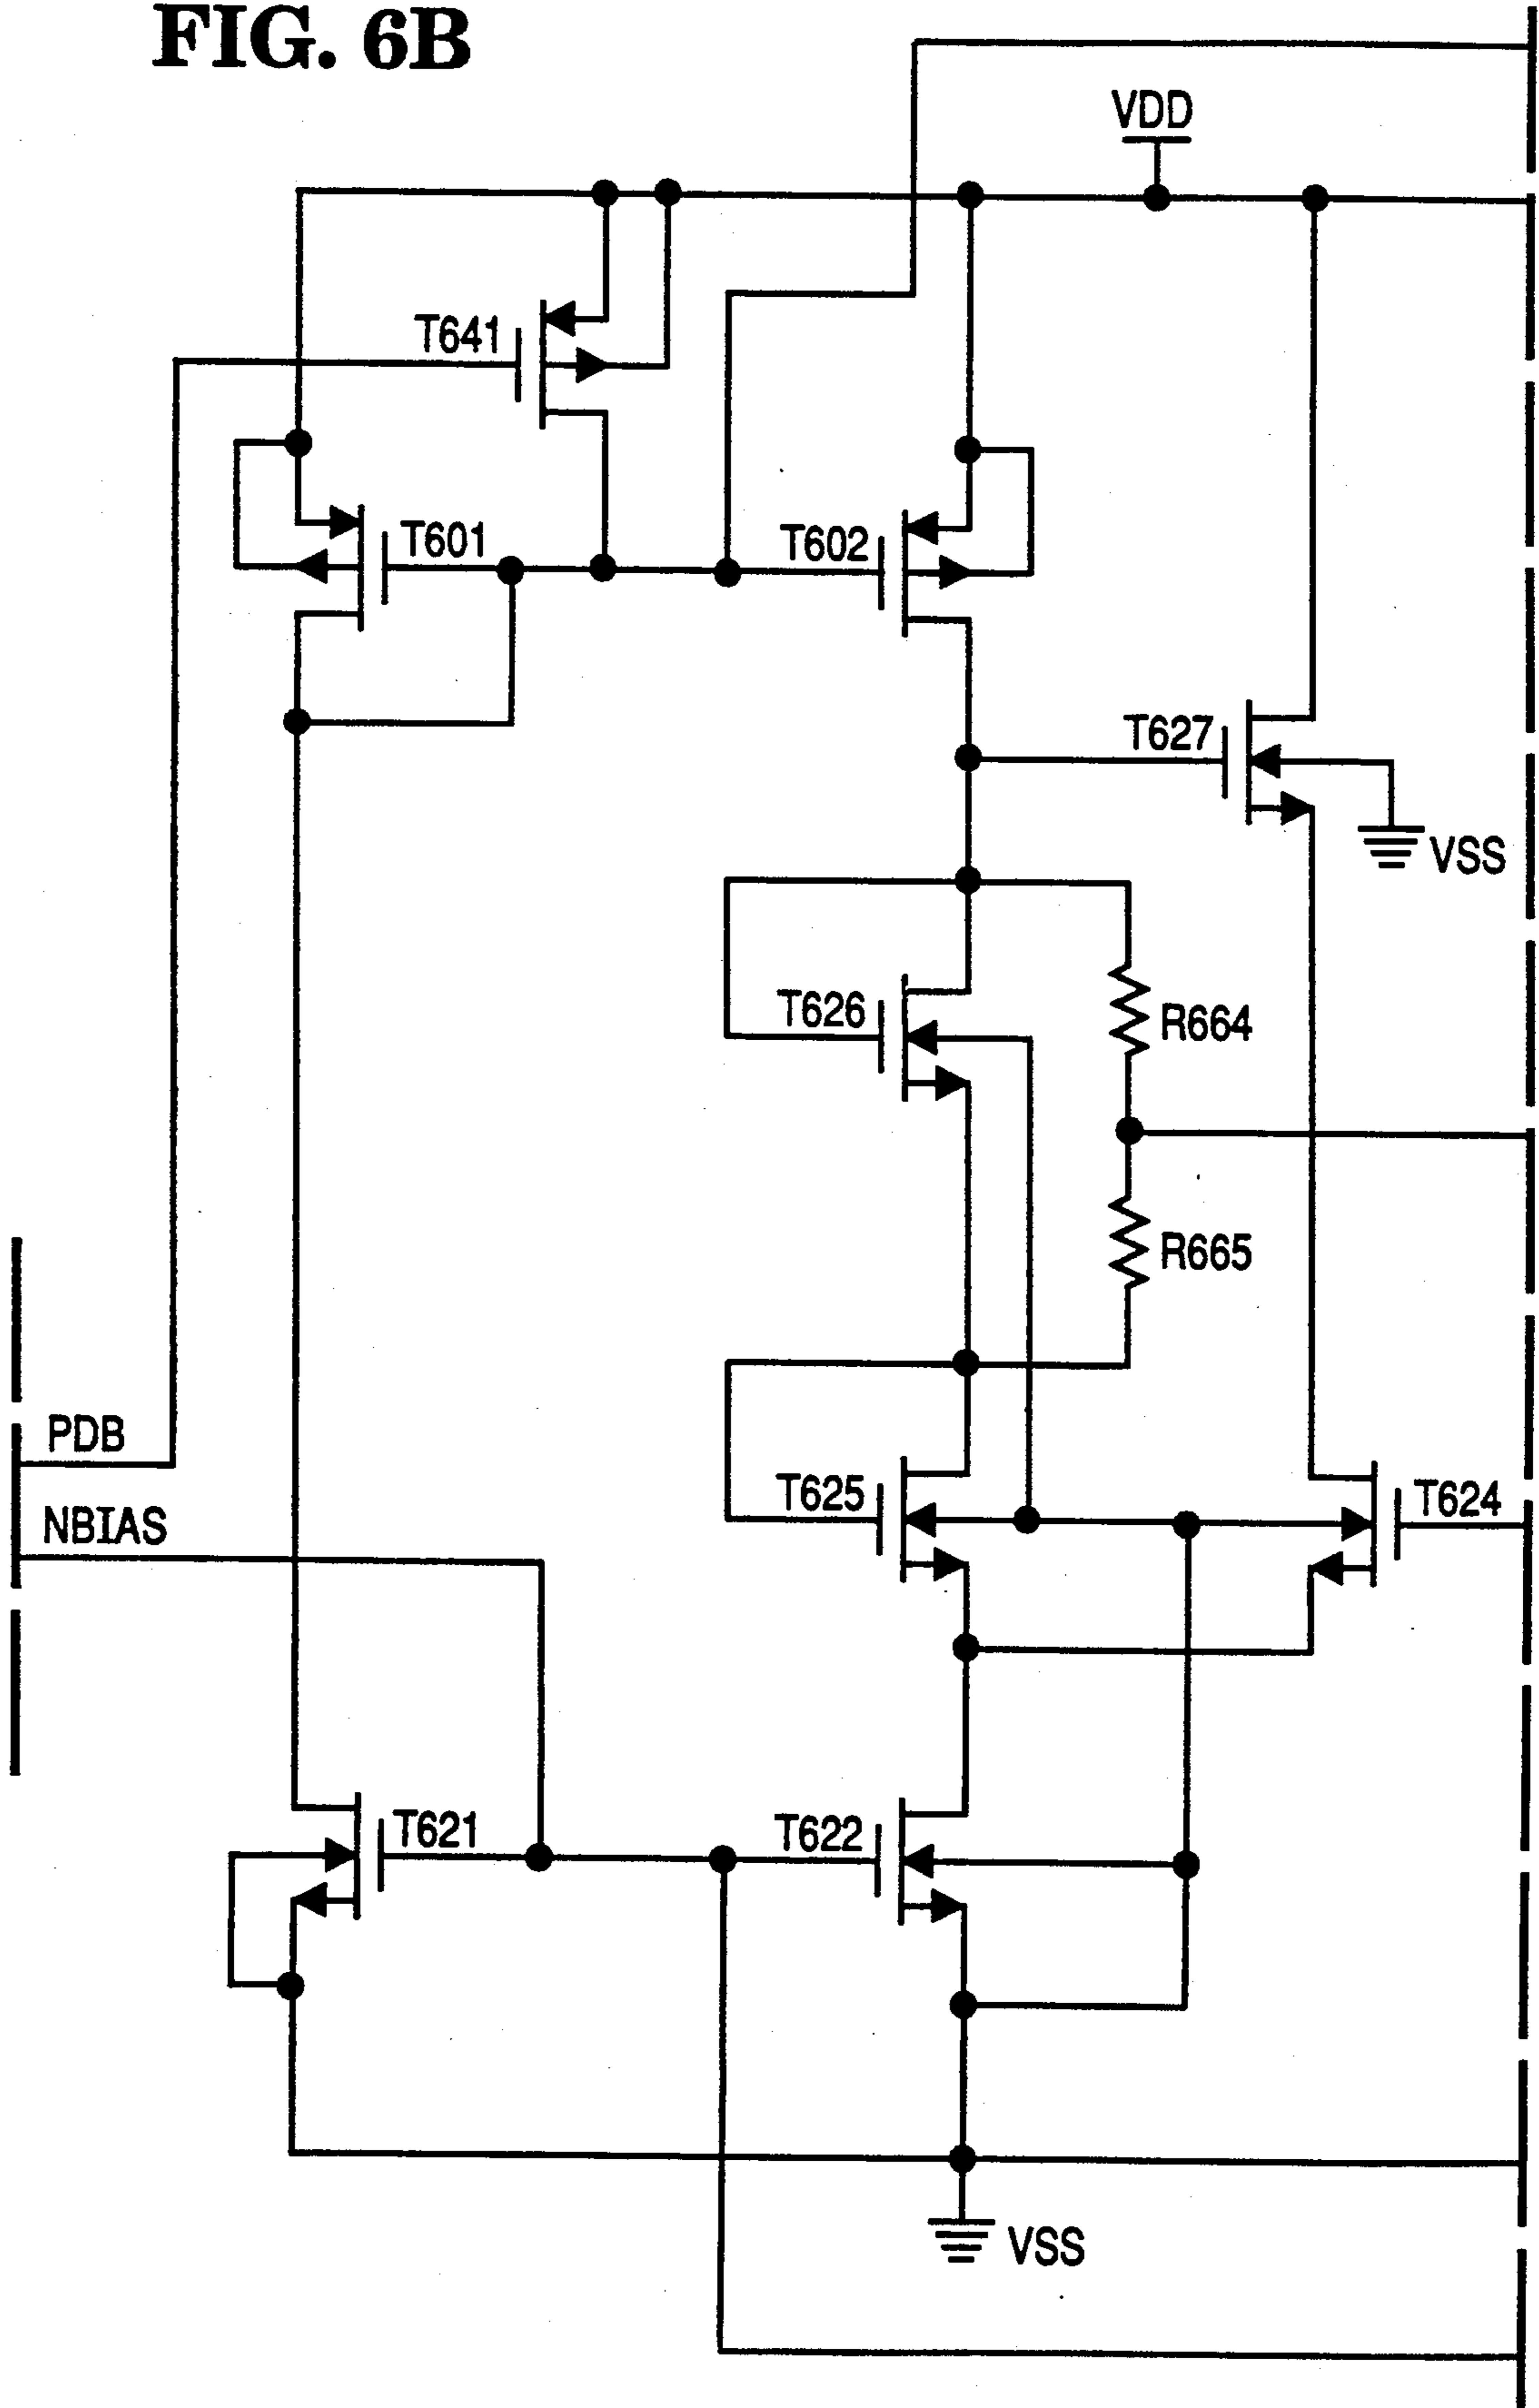 FIG. 6B
VDD
T641
T601
T602
T627
VSS
T626
R664
R665
PDB
T625
T624
NBIAS
T621
T622
VSS